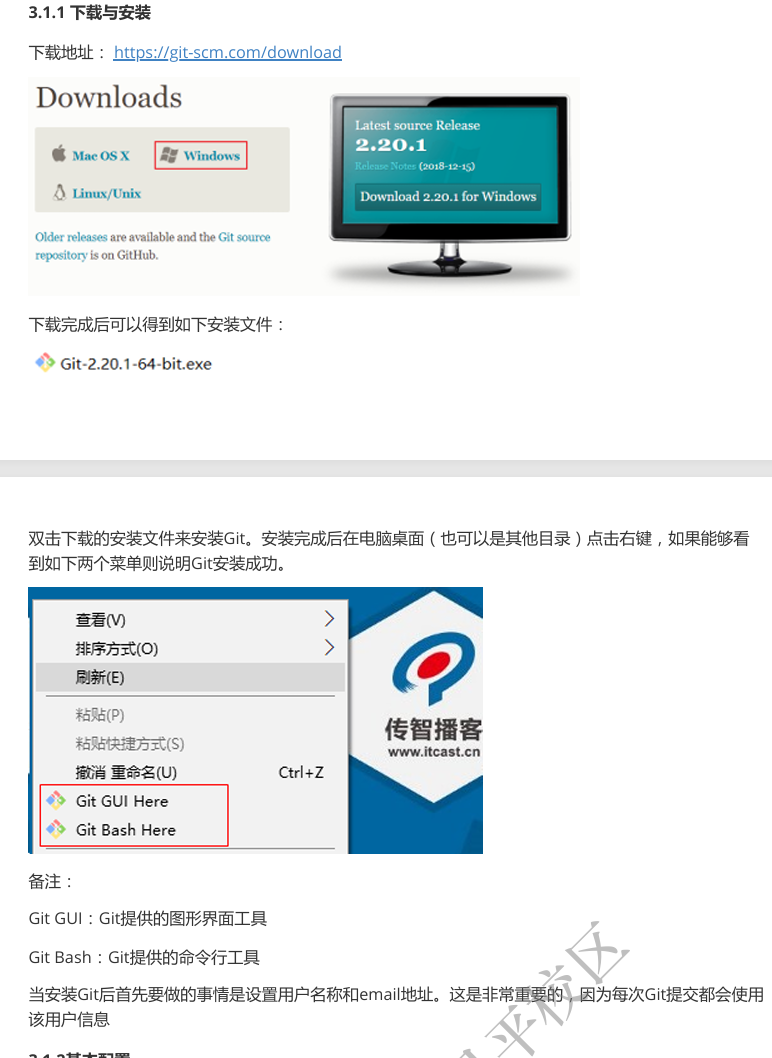 3.1.1 下载与安装
下载地址： https://git-scm.com/download
Downloads
Mac OS X
Windows
Linux/Unix
Older releases are available and the Git source
repository is on GitHub.
Latest source Release
2.20.1
Release Notes (2018-12-15)
Download 2.20.1 for Windows
下载完成后可以得到如下安装文件：
Git-2.20.1-64-bit.exe
双击下载的安装文件来安装Git。安装完成后在电脑桌面（也可以是其他目录）点击右键，如果能够看
到如下两个菜单则说明Git安装成功。
查看(V)
排序方式(O)
刷新(E)
粘贴(P)
粘贴快捷方式(S)
撤消 重命名(U) Ctrl+Z
Git GUI Here
Git Bash Here
传智播客
www.itcast.cn
备注：
Git GUI：Git提供的图形界面工具
Git Bash：Git提供的命令行工具
当安装Git后首先要做的事情是设置用户名称和email地址。这是非常重要的，因为每次Git提交都会使用
该用户信息
平校区
3.1.2基本配置